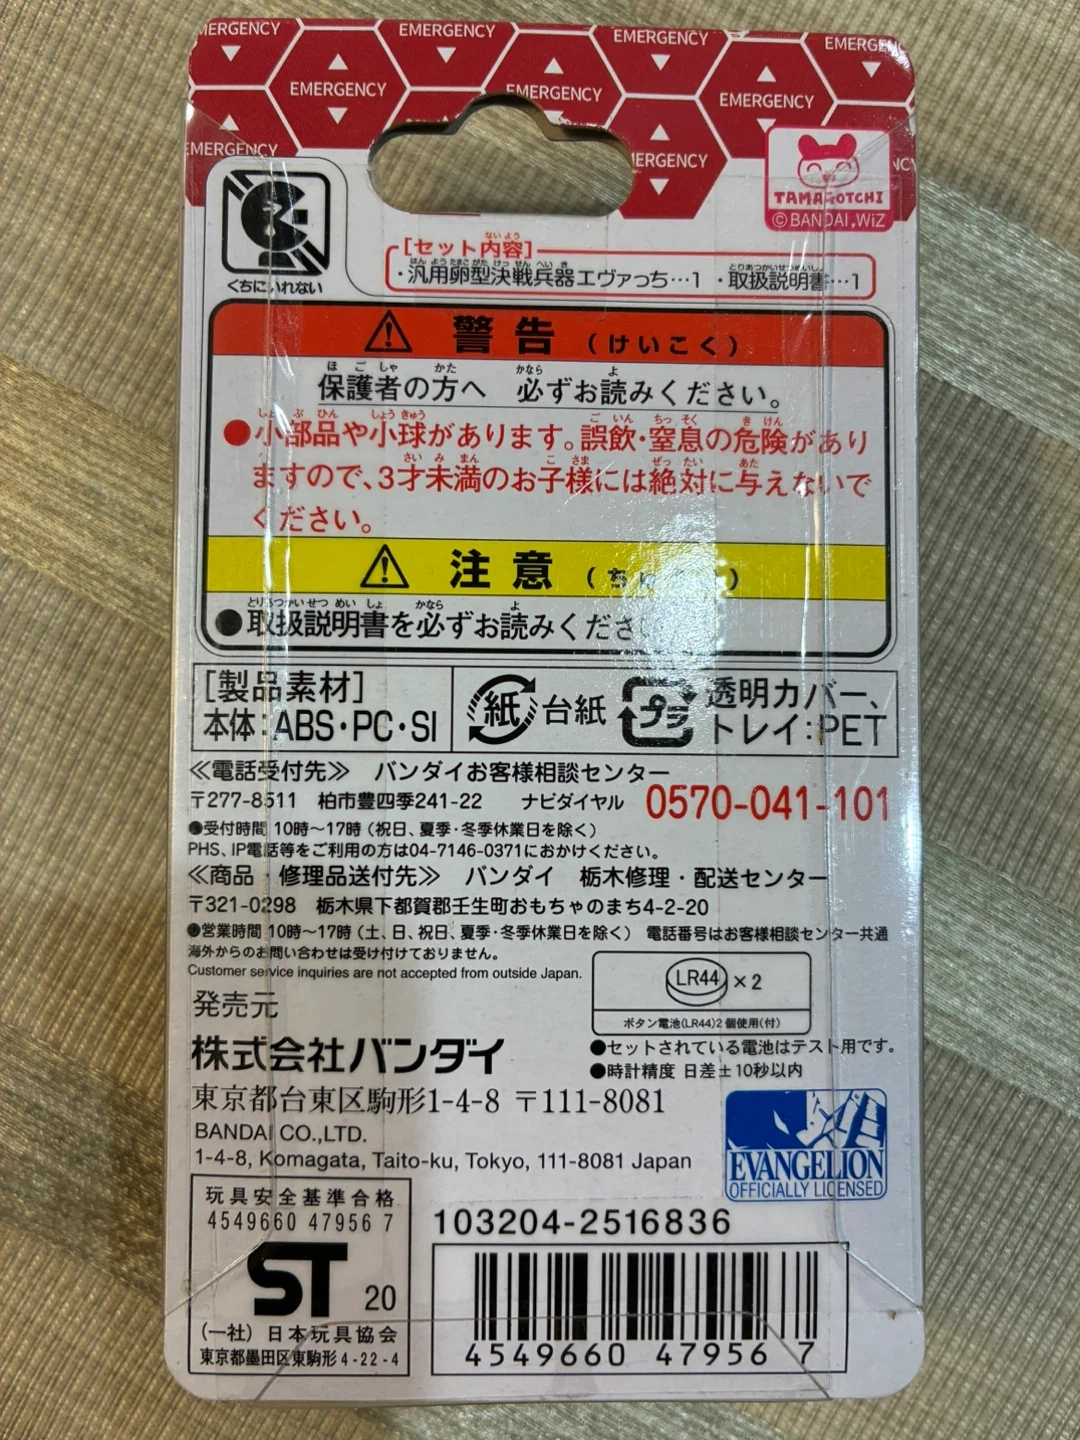 EMERGENCY EMERGENCY EMERGENCY EMERGENCY
EMERGENCY EMERGENCY EMERGENCY
EMERGENCY EMERGENCY
TAMAGOTCHI
©BANDAI,WiZ
くちにいれない
[セット内容]
・汎用卵型決戦兵器エヴァっち…1 ・取扱説明書…1
警告(けいこく)
保護者の方へ 必ずお読みください。
●小部品や小球があります。誤飲・窒息の危険があり
ますので、3才未満のお子様には絶対に与えないで
ください。
注意
●取扱説明書を必ずお読みくださ
[製品素材]
本体:ABS・PC・SI
紙 台紙
プラ 透明カバー、
トレイ:PET
≪電話受付先≫ バンダイお客様相談センター
〒277-8511 柏市豊四季241-22 ナビダイヤル 0570-041-101
●受付時間 10時〜17時(祝日、夏季・冬季休業日を除く)
PHS、IP電話等をご利用の方は04-7146-0371におかけください。
≪商品・修理品送付先≫ バンダイ 栃木修理・配送センター
〒321-0298 栃木県下都賀郡壬生町おもちゃのまち4-2-20
●営業時間 10時〜17時(土、日、祝日、夏季・冬季休業日を除く) 電話番号はお客様相談センター共通
海外からのお問い合わせは受け付けておりません。
Customer service inquiries are not accepted from outside Japan.
LR44 ×2
ボタン電池(LR44)2個使用(付)
発売元
株式会社バンダイ
●セットされている電池はテスト用です。
●時計精度 日差±10秒以内
東京都台東区駒形1-4-8 〒111-8081
BANDAI CO.,LTD.
1-4-8, Komagata, Taito-ku, Tokyo, 111-8081 Japan
EVANGELION
OFFICIALLY LICENSED
玩具安全基準合格
4549660 47956 7
ST 20
(一社)日本玩具協会
東京都墨田区東駒形4-22-4
103204-2516836
4549660 47956 7